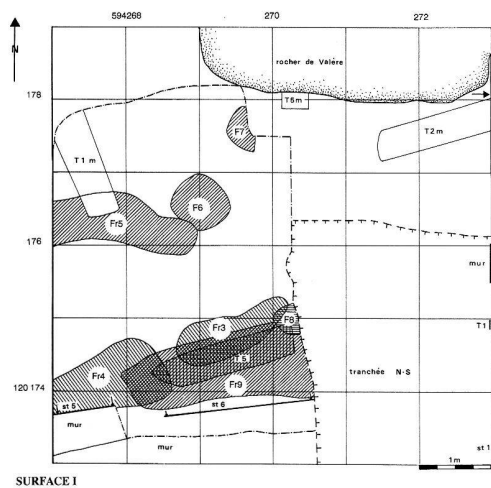 594268 270 272
N
rocher de Valère
178
T5m
F7
T2m
T1 m
F6
Fr5
176
mur
Fr3
F8
T1
T5
Fr4
Fr9
tranchée N-S
120 174
st 5
st 6
mur
mur
st 1
1m
SURFACE I